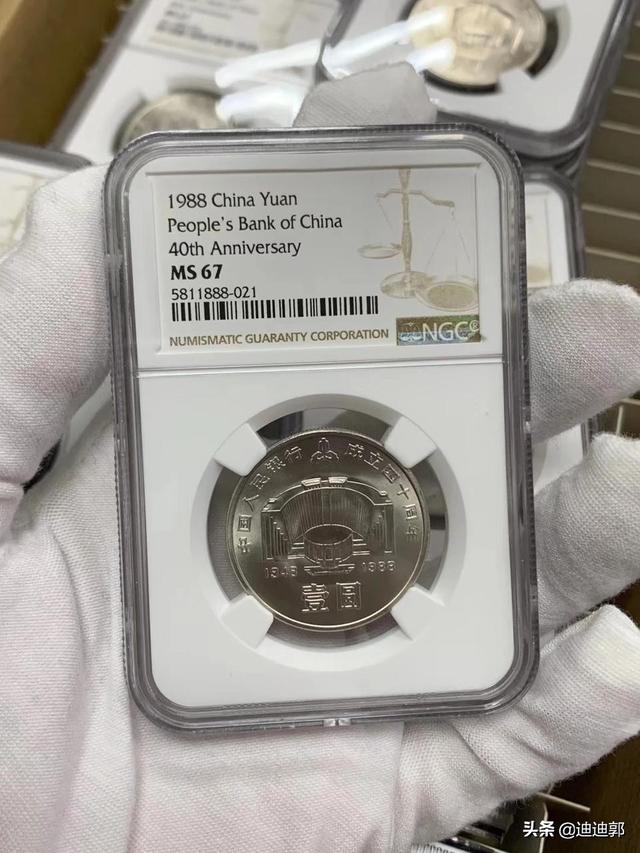 1988 China Yuan
People's Bank of China
40th Anniversary
MS 67
5811888-021
NUMISMATIC GUARANTY CORPORATION
NGC
中国人民银行 成立四十周年
1948 1988
壹圆
头条 @迪迪郭